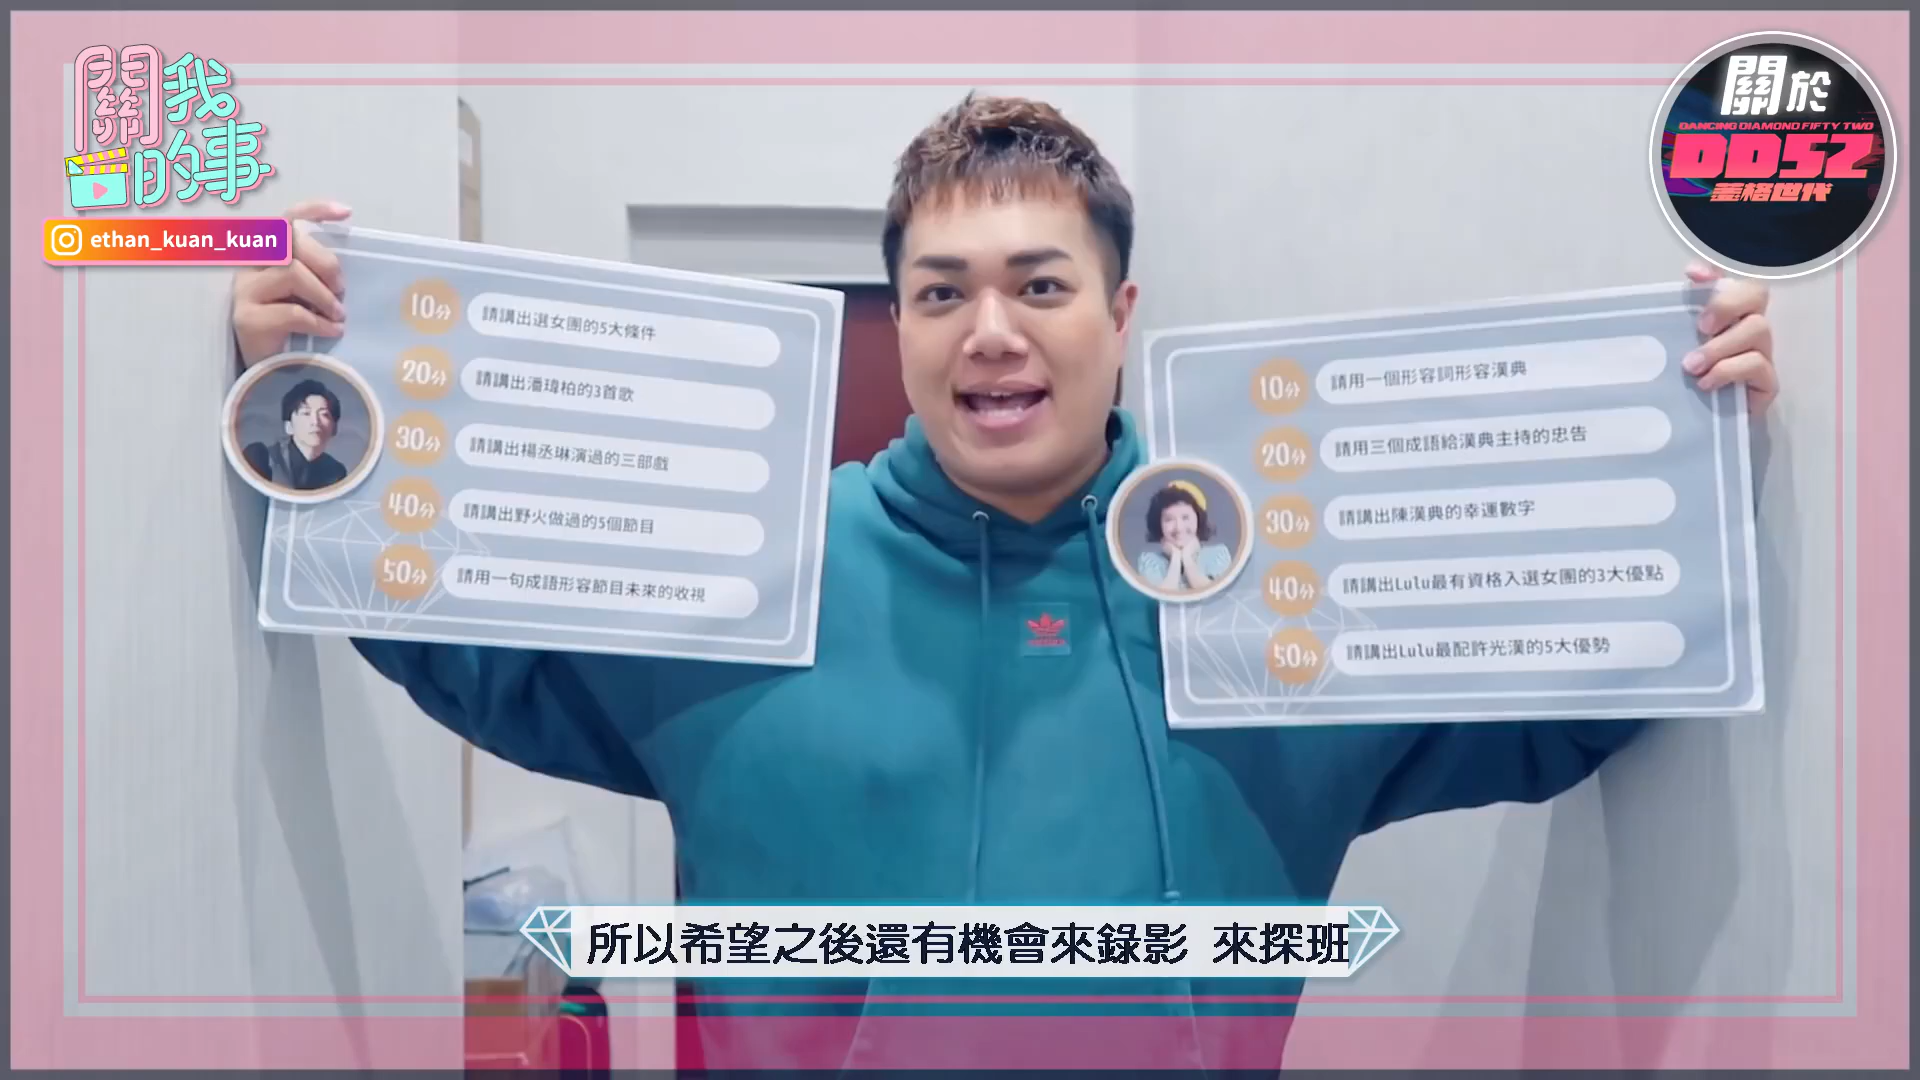 關我
的事
ethan_kuan_kuan
關於
DANCING DIAMOND FIFTY TWO
DD52
菱格世代
10分 請講出選女團的5大條件
20分 請講出潘瑋柏的3首歌
30分 請講出楊丞琳演過的三部戲
40分 請講出野火做過的5個節目
50分 請用一句成語形容節目未來的收視
10分 請用一個形容詞形容漢典
20分 請用三個成語給漢典主持的忠告
30分 請講出陳漢典的幸運數字
40分 請講出Lulu最有資格入選女團的3大優點
50分 請講出Lulu最配許光漢的5大優勢
所以希望之後還有機會來錄影 來探班